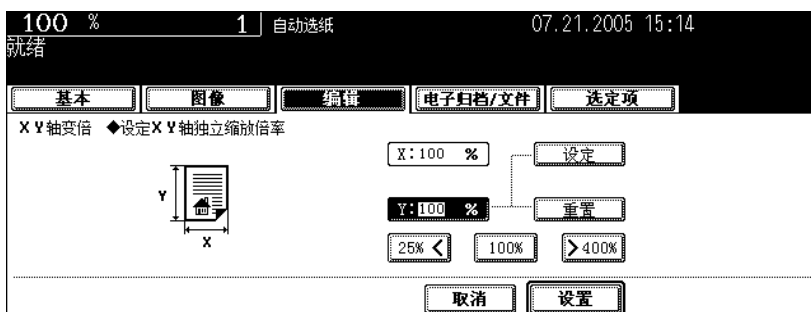 100 % 1 自动选纸 07.21.2005 15:14
就绪
基本 图像 编辑 电子归档/文件 选定项
X Y轴变倍 ◆设定X Y轴独立缩放倍率
X:100 % 设定
Y
Y:100 % 重置
X
25% < 100% >400%
取消 设置